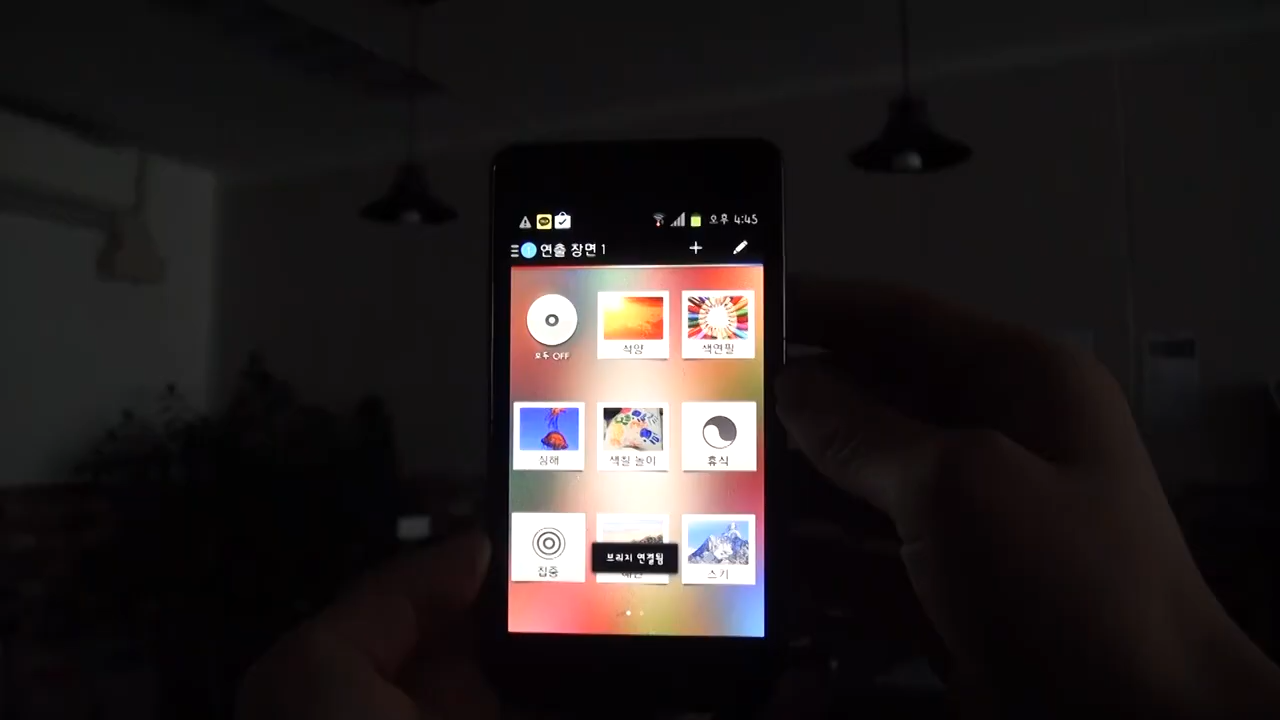 오후 4:45
연출 장면 1
모두 OFF
석양
색연필
심해
색칠 놀이
휴식
집중
스키
브리지 연결됨